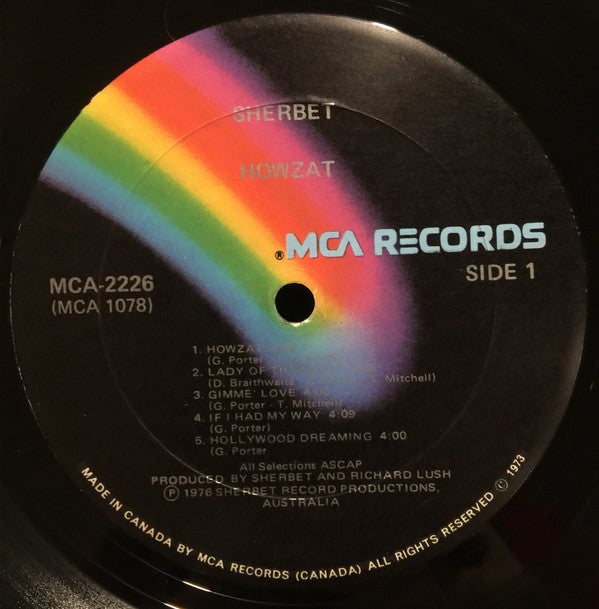 SHERBET
HOWZAT
®MCA RECORDS
MCA-2226
(MCA 1078)
SIDE 1
1. HOWZAT
(G. Porter
2. LADY OF THE
(D. Braithwaite Mitchell)
3. GIMME' LOVE
(G. Porter - T. Mitchell)
4. IF I HAD MY WAY 4:09
(G. Porter)
5. HOLLYWOOD DREAMING 4:00
(G. Porter
All Selections ASCAP
PRODUCED BY SHERBET AND RICHARD LUSH
Ⓟ 1976 SHERBET RECORD PRODUCTIONS,
AUSTRALIA
MADE IN CANADA BY MCA RECORDS (CANADA) ALL RIGHTS RESERVED © 1973